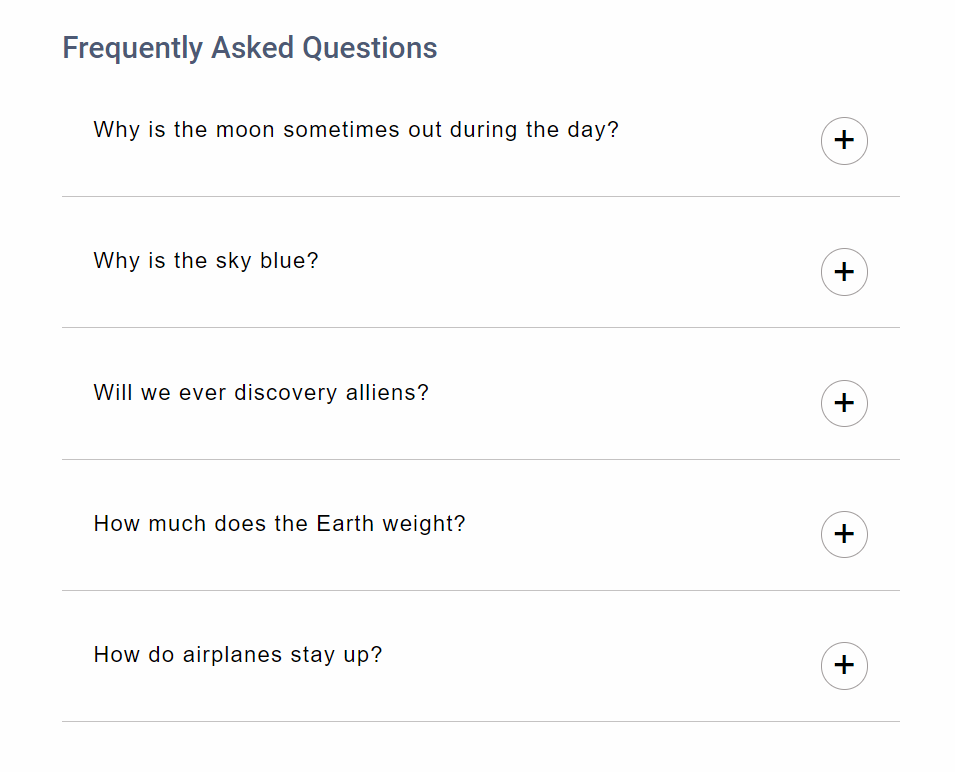 Frequently Asked Questions
Why is the moon sometimes out during the day?
+
Why is the sky blue?
+
Will we ever discovery alliens?
+
How much does the Earth weight?
+
How do airplanes stay up?
+